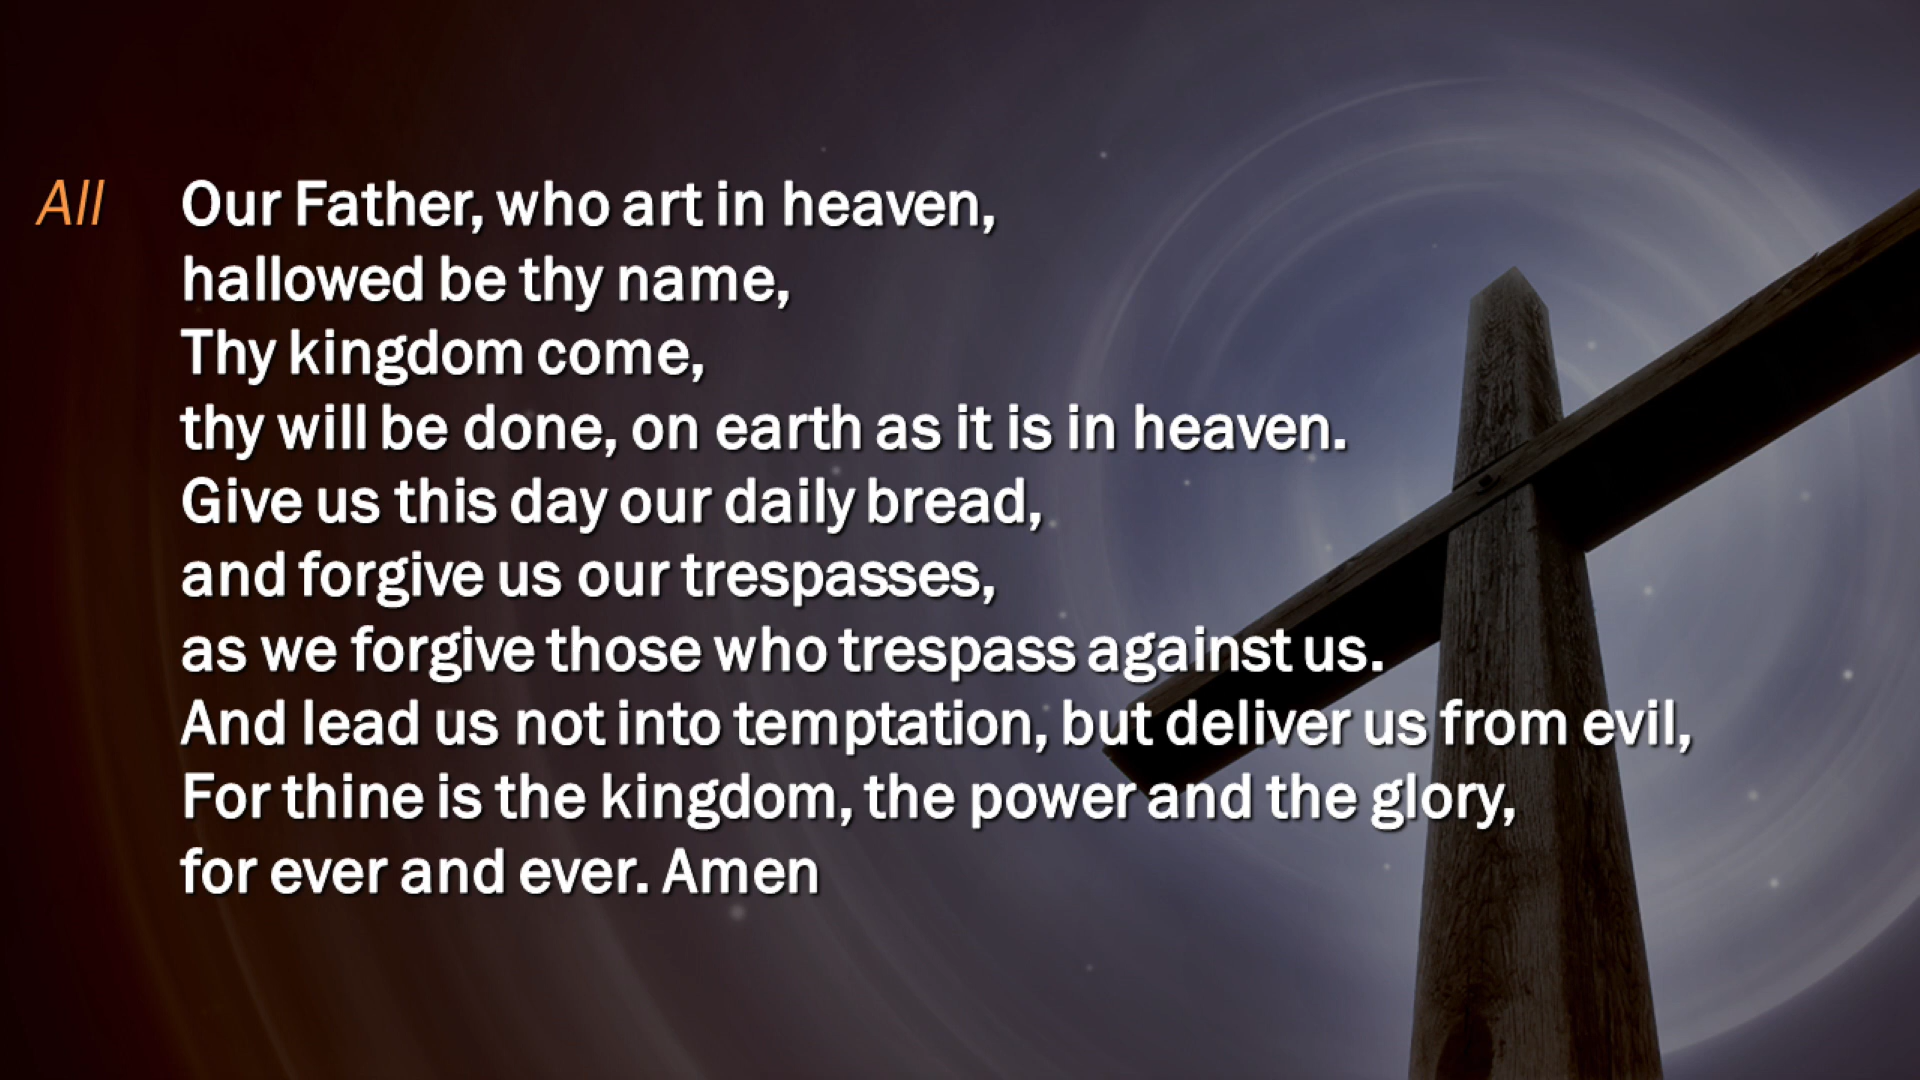 All Our Father, who art in heaven,
hallowed be thy name,
Thy kingdom come,
thy will be done, on earth as it is in heaven.
Give us this day our daily bread,
and forgive us our trespasses,
as we forgive those who trespass against us.
And lead us not into temptation, but deliver us from evil,
For thine is the kingdom, the power and the glory,
for ever and ever. Amen